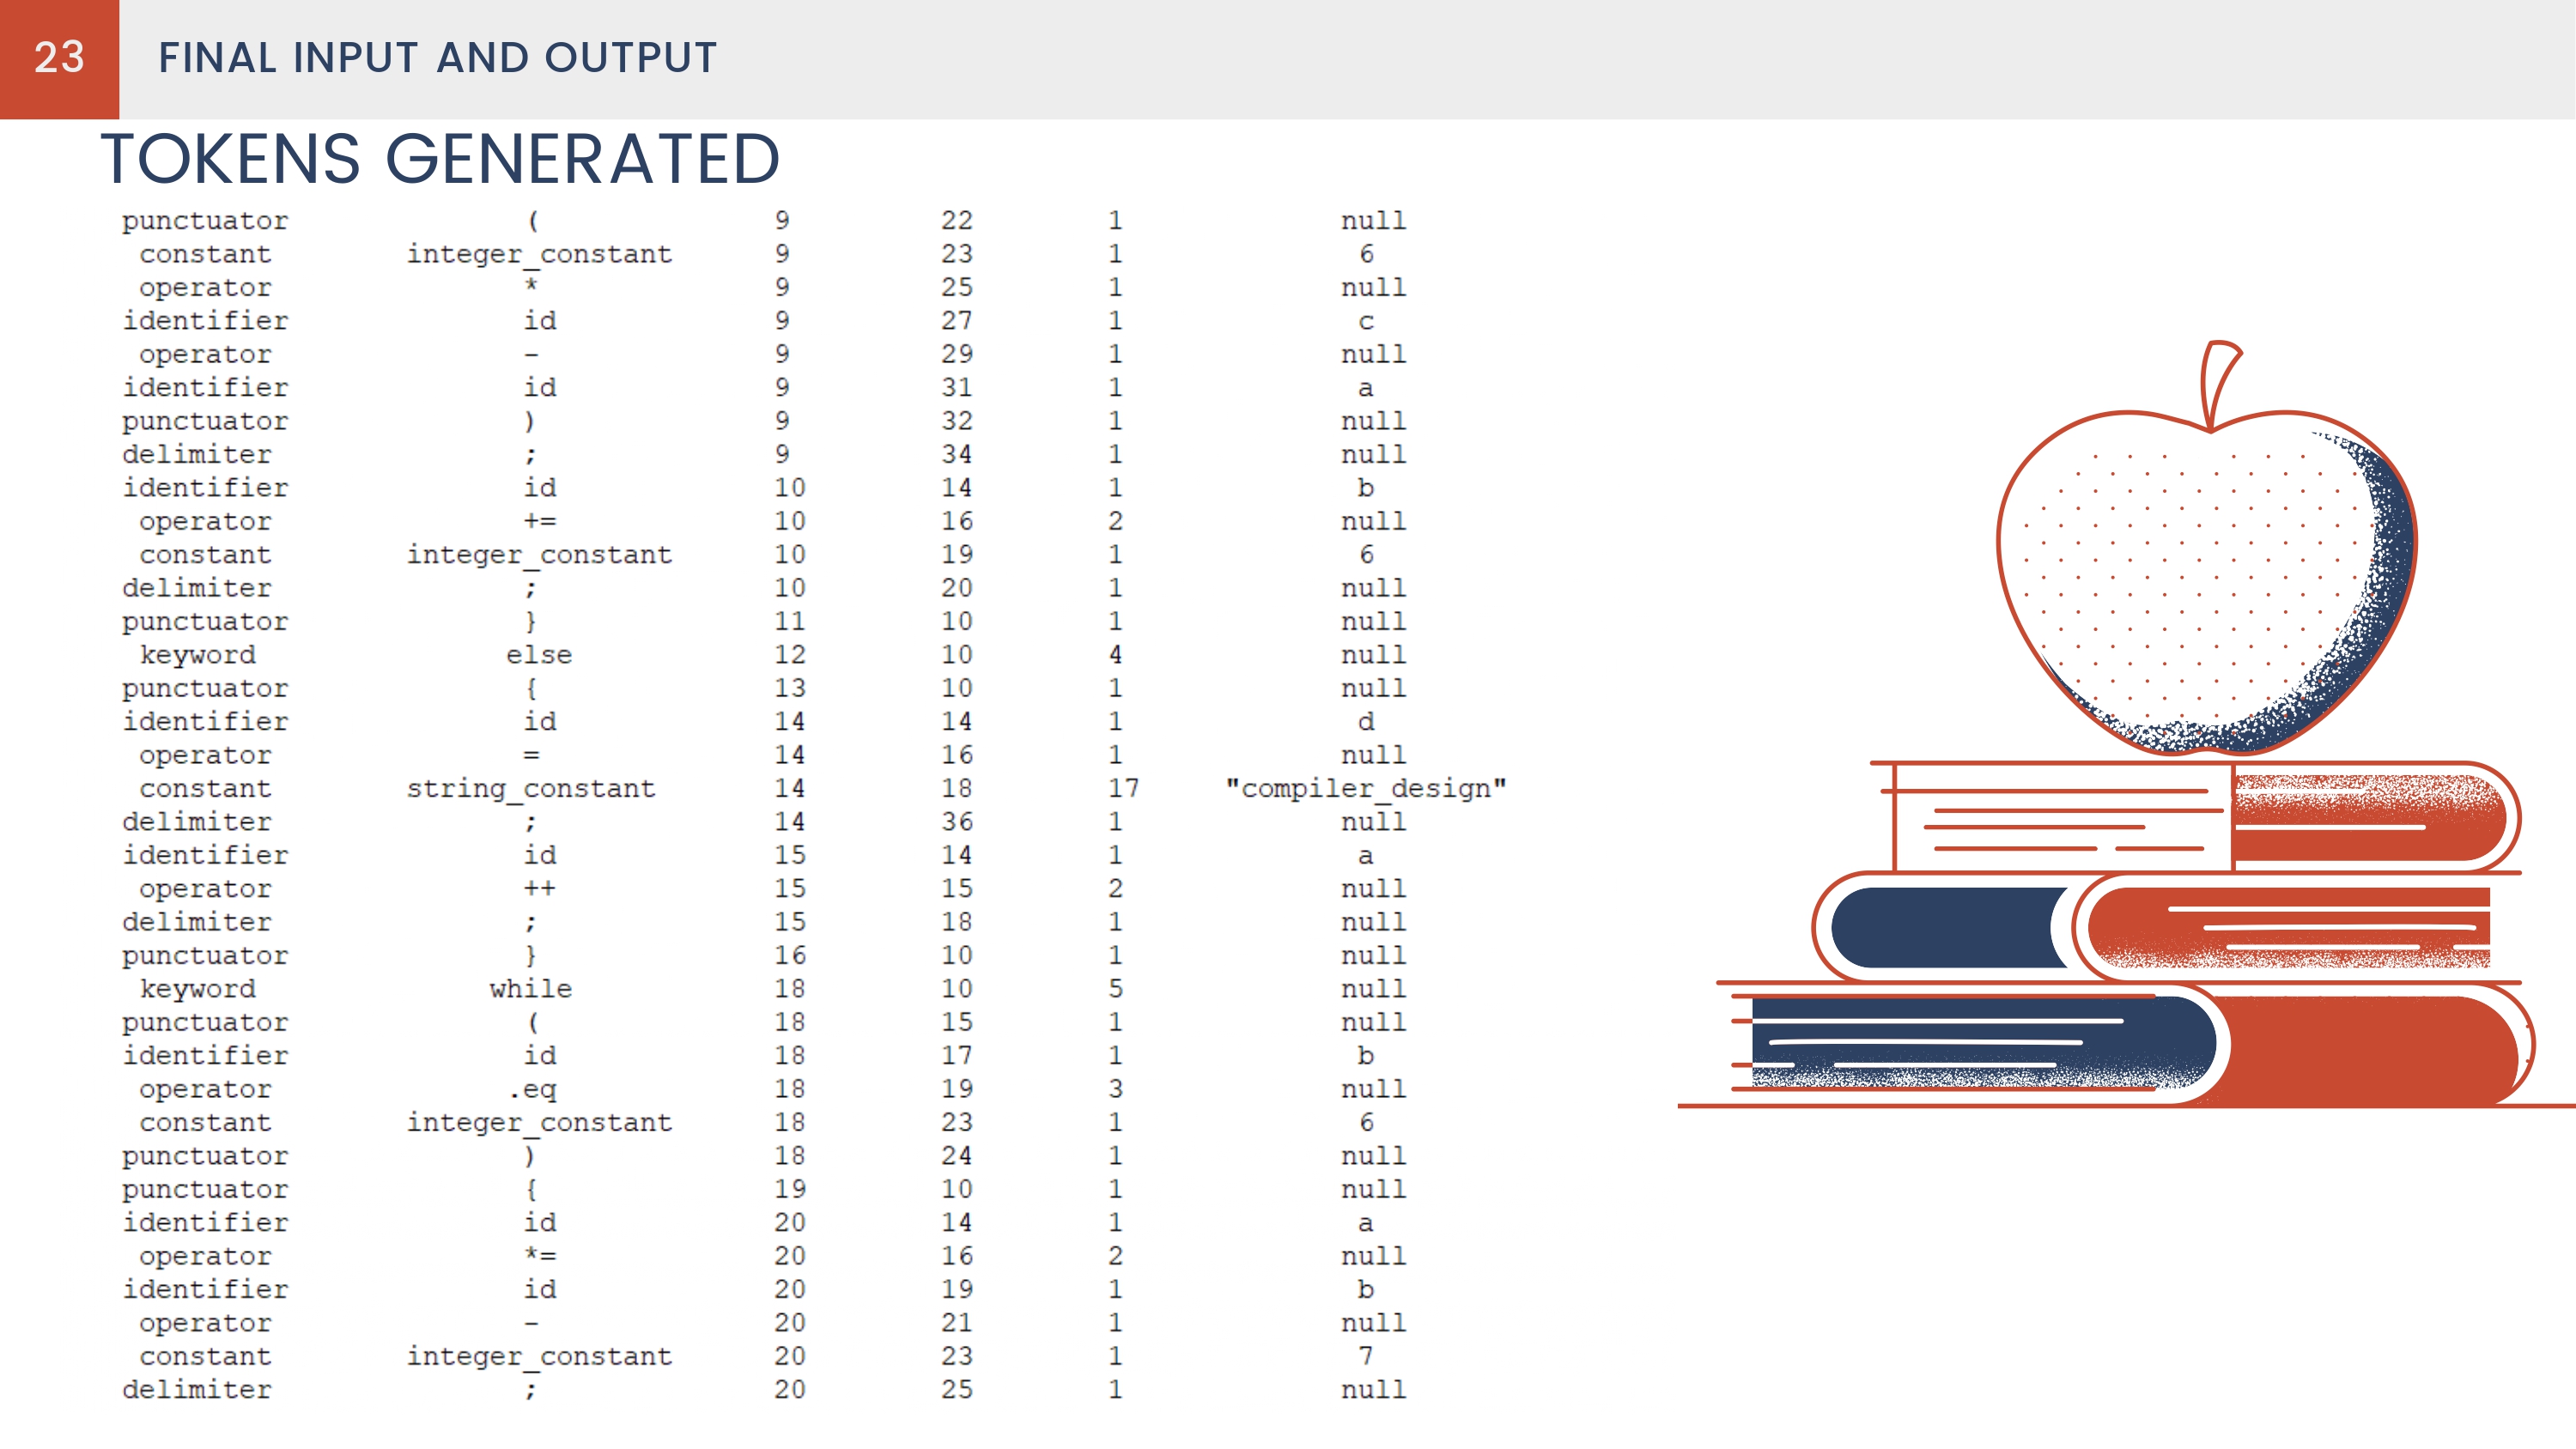 23 FINAL INPUT AND OUTPUT
TOKENS GENERATED
punctuator ( 9 22 1 null
constant integer_constant 9 23 1 6
operator * 9 25 1 null
identifier id 9 27 1 c
operator - 9 29 1 null
identifier id 9 31 1 a
punctuator ) 9 32 1 null
delimiter ; 9 34 1 null
identifier id 10 14 1 b
operator += 10 16 2 null
constant integer_constant 10 19 1 6
delimiter ; 10 20 1 null
punctuator } 11 10 1 null
keyword else 12 10 4 null
punctuator { 13 10 1 null
identifier id 14 14 1 d
operator = 14 16 1 null
constant string_constant 14 18 17 "compiler_design"
delimiter ; 14 36 1 null
identifier id 15 14 1 a
operator ++ 15 15 2 null
delimiter ; 15 18 1 null
punctuator } 16 10 1 null
keyword while 18 10 5 null
punctuator ( 18 15 1 null
identifier id 18 17 1 b
operator .eq 18 19 3 null
constant integer_constant 18 23 1 6
punctuator ) 18 24 1 null
punctuator { 19 10 1 null
identifier id 20 14 1 a
operator *= 20 16 2 null
identifier id 20 19 1 b
operator - 20 21 1 null
constant integer_constant 20 23 1 7
delimiter ; 20 25 1 null